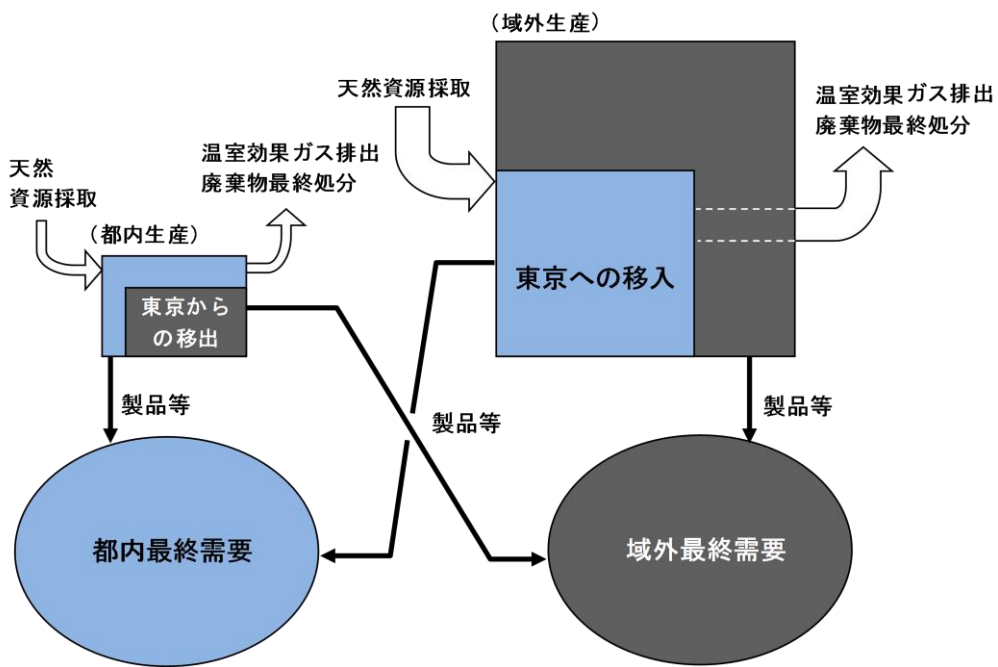 （域外生産）
天然資源採取
温室効果ガス排出
廃棄物最終処分
天然
資源採取
温室効果ガス排出
廃棄物最終処分
（都内生産）
東京から
の移出
東京への移入
製品等
製品等
製品等
都内最終需要
域外最終需要